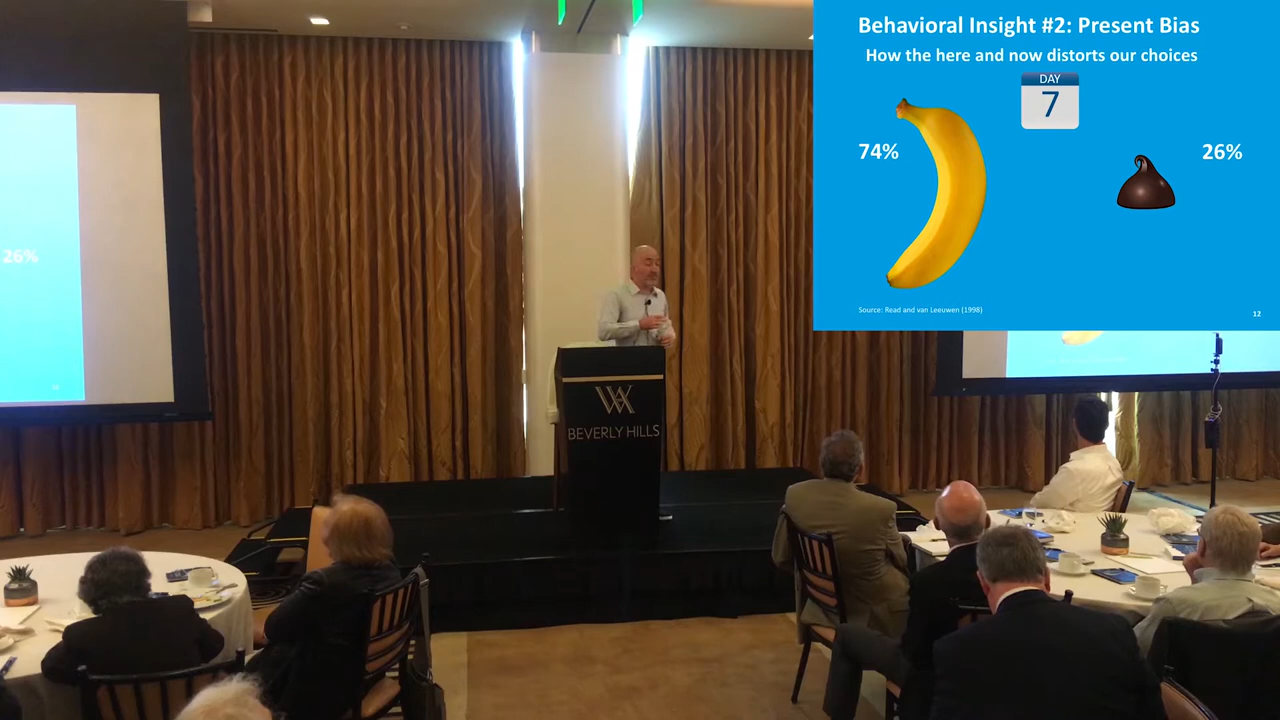 Behavioral Insight #2: Present Bias
How the here and now distorts our choices
DAY
7
74%
26%
Source: Read and van Leeuwen (1998)
12
26%
WA
BEVERLY HILLS